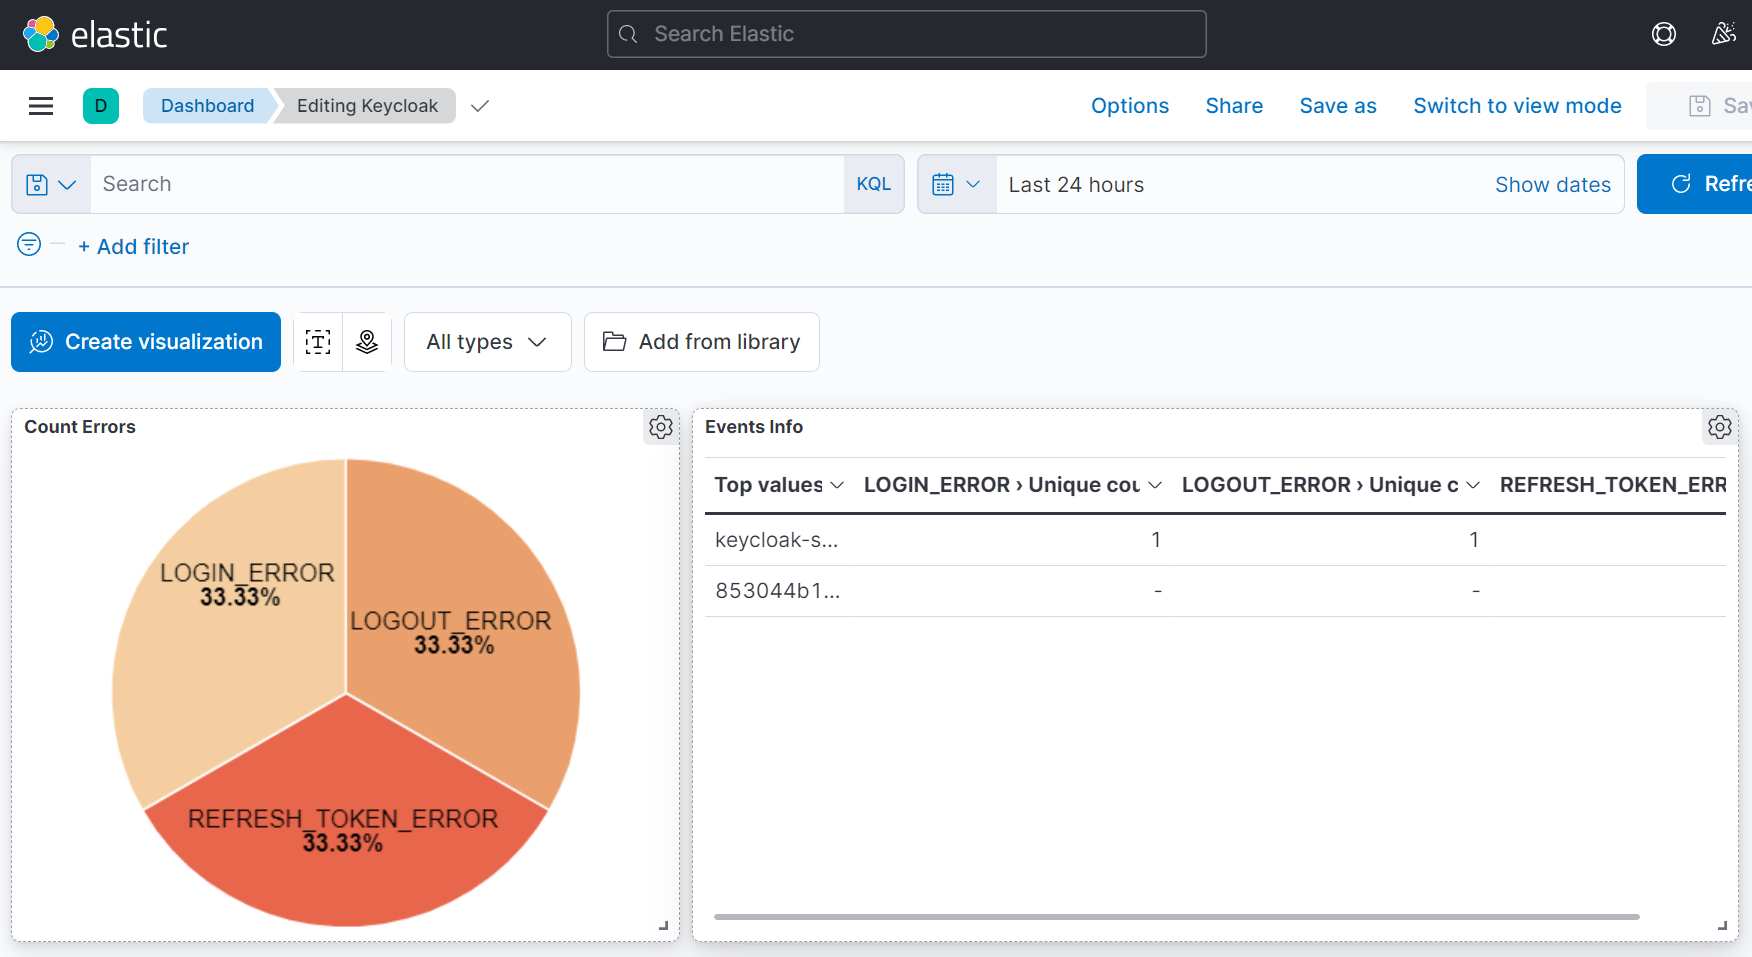 elastic
Search Elastic
D
Dashboard
Editing Keycloak
Options
Share
Save as
Switch to view mode
Sav
Search
KQL
Last 24 hours
Show dates
Refre
+ Add filter
Create visualization
T
All types
Add from library
Count Errors
LOGIN_ERROR
33.33%
LOGOUT_ERROR
33.33%
REFRESH_TOKEN_ERROR
33.33%
Events Info
Top values
LOGIN_ERROR › Unique cou
LOGOUT_ERROR › Unique c
REFRESH_TOKEN_ERR
keycloak-s... 1 1
853044b1... - -